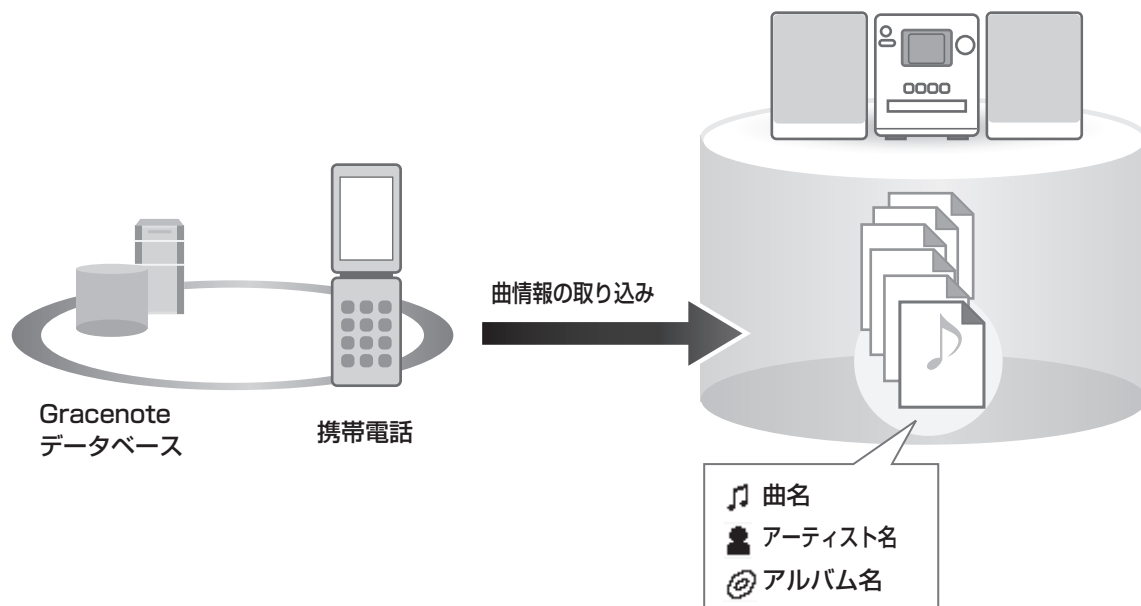 曲情報の取り込み
Gracenote
データベース
携帯電話
曲名
アーティスト名
アルバム名